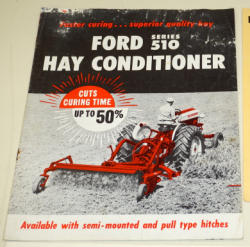 faster curing... superior quality hay
FORD SERIES 510
HAY CONDITIONER
CUTS
CURING TIME
UP TO 50%
Available with semi-mounted and pull type hitches